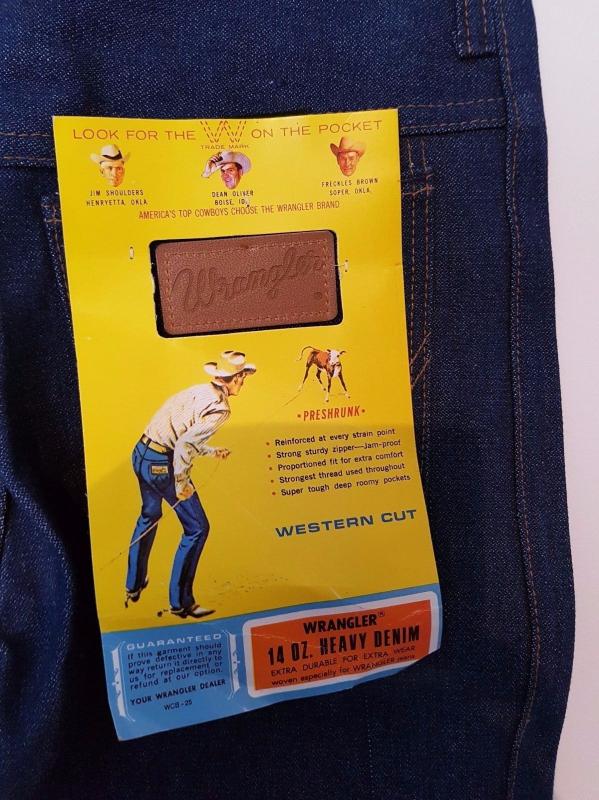 LOOK FOR THE W ON THE POCKET
TRADE MARK
JIM SHOULDERS
HENRYETTA, OKLA
DEAN OLIVER
BOISE, ID.
FRECKLES BROWN
SOPER, OKLA.
AMERICA'S TOP COWBOYS CHOOSE THE WRANGLER BRAND
Wrangler
•PRESHRUNK•
• Reinforced at every strain point
• Strong sturdy zipper—Jam-proof
• Proportioned fit for extra comfort
• Strongest thread used throughout
• Super tough deep roomy pockets
WESTERN CUT
GUARANTEED
If this garment should
prove defective in any
way return it directly to
us for replacement or
refund at our option.
YOUR WRANGLER DEALER
WCB-25
WRANGLER®
14 OZ. HEAVY DENIM
EXTRA DURABLE FOR EXTRA WEAR
woven especially for WRANGLER jeans